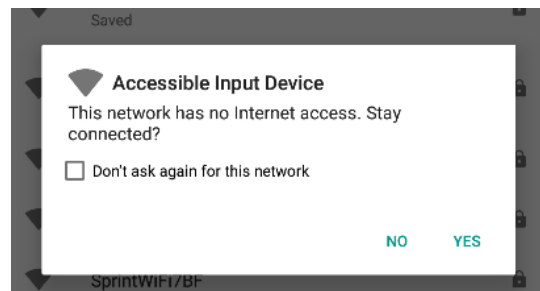 Saved
Accessible Input Device
This network has no Internet access. Stay
connected?
Don't ask again for this network
NO YES
SprintWiFi7BF